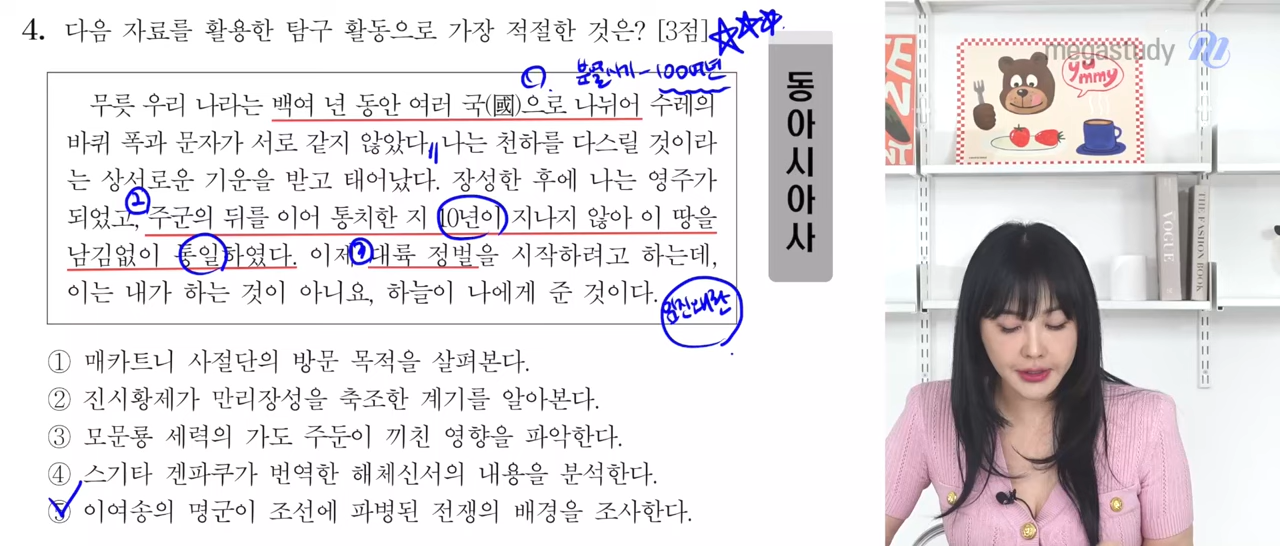 4. 다음 자료를 활용한 탐구 활동으로 가장 적절한 것은? [3점]
① 분열시기-100여년
무릇 우리 나라는 백여 년 동안 여러 국(國)으로 나뉘어 수레의
바퀴 폭과 문자가 서로 같지 않았다. 나는 천하를 다스릴 것이라
는 상서로운 기운을 받고 태어났다. 장성한 후에 나는 영주가
②
되었고, 주군의 뒤를 이어 통치한 지 10년이 지나지 않아 이 땅을
남김없이 통일하였다. 이제 대륙 정벌을 시작하려고 하는데,
이는 내가 하는 것이 아니요, 하늘이 나에게 준 것이다.
임진왜란
① 매카트니 사절단의 방문 목적을 살펴본다.
② 진시황제가 만리장성을 축조한 계기를 알아본다.
③ 모문룡 세력의 가도 주둔이 끼친 영향을 파악한다.
④ 스기타 겐파쿠가 번역한 해체신서의 내용을 분석한다.
⑤ 이여송의 명군이 조선에 파병된 전쟁의 배경을 조사한다.
동아시아사
megastudy
yummy
VOGUE
THE FASHION BOOK